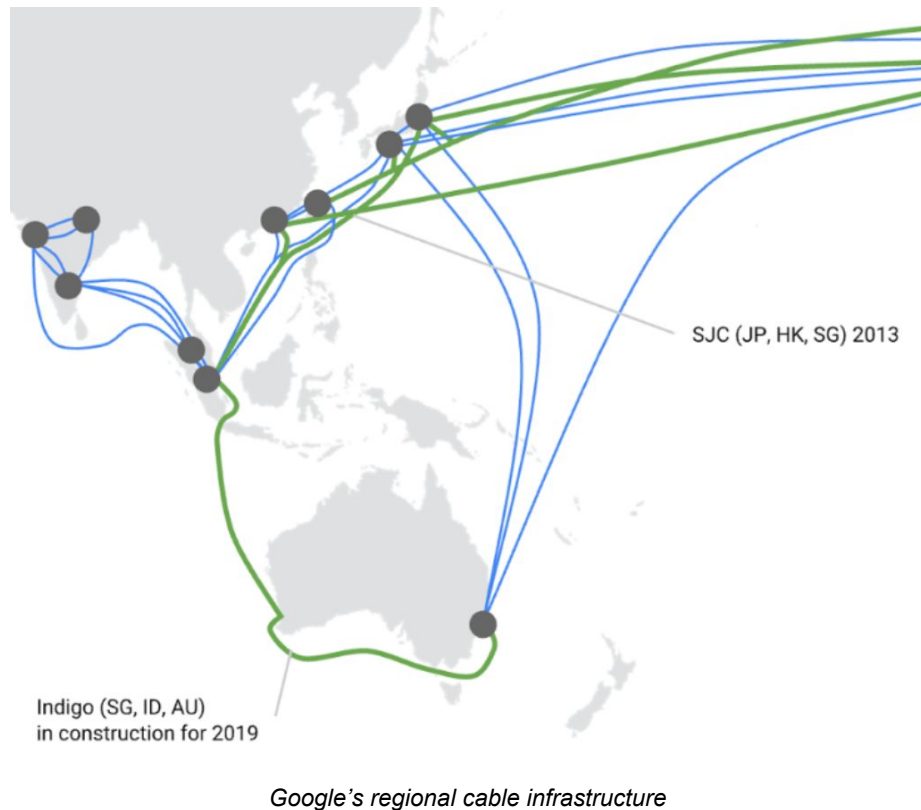 SJC (JP, HK, SG) 2013
Indigo (SG, ID, AU)
in construction for 2019
Google’s regional cable infrastructure